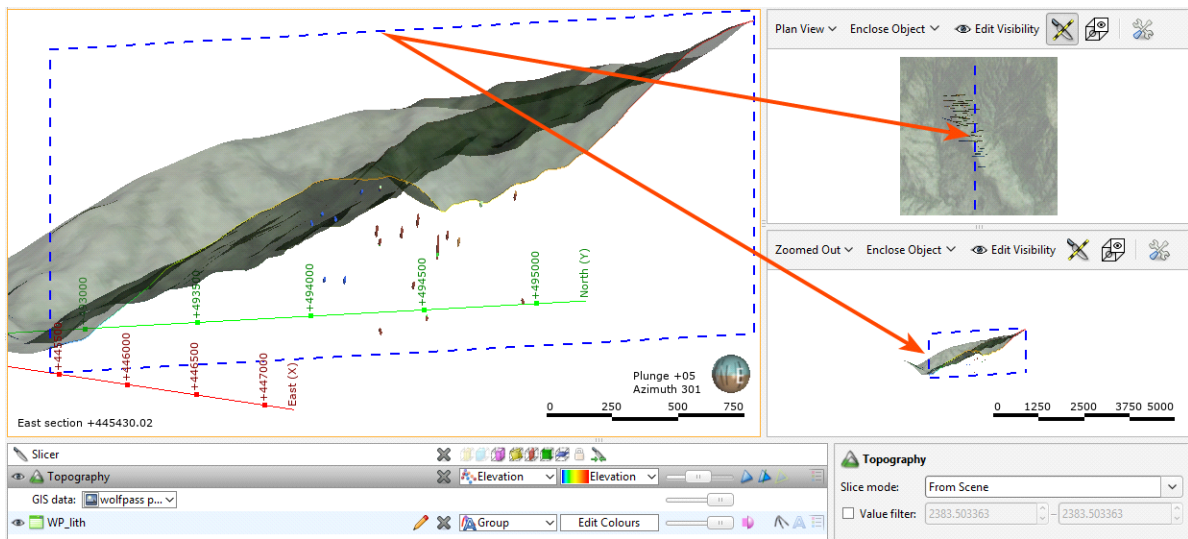 Plan View Enclose Object Edit Visibility
Zoomed Out Enclose Object Edit Visibility
+493000
+493500
+494000
+494500
+495000
North (Y)
+445500
+446000
+446500
+447000
East (X)
Plunge +05
Azimuth 301
E
0 250 500 750
East section +445430.02
0 1250 2500 3750 5000
Slicer
Topography Elevation Elevation
GIS data: wolfpass p...
WP_lith Group Edit Colours
Topography
Slice mode: From Scene
Value filter: 2383.503363 – 2383.503363